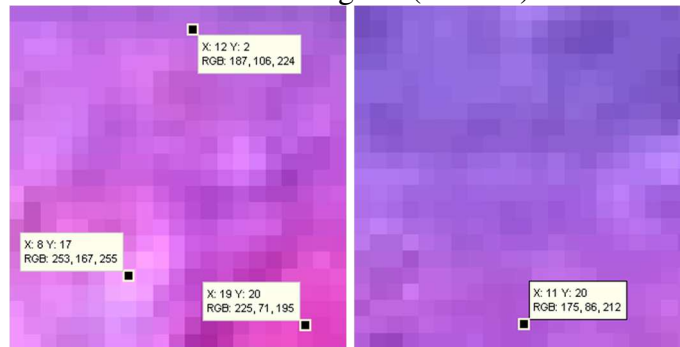 X: 12 Y: 2
RGB: 187, 106, 224
X: 8 Y: 17
RGB: 253, 167, 255
X: 19 Y: 20
RGB: 225, 71, 195
X: 11 Y: 20
RGB: 175, 86, 212